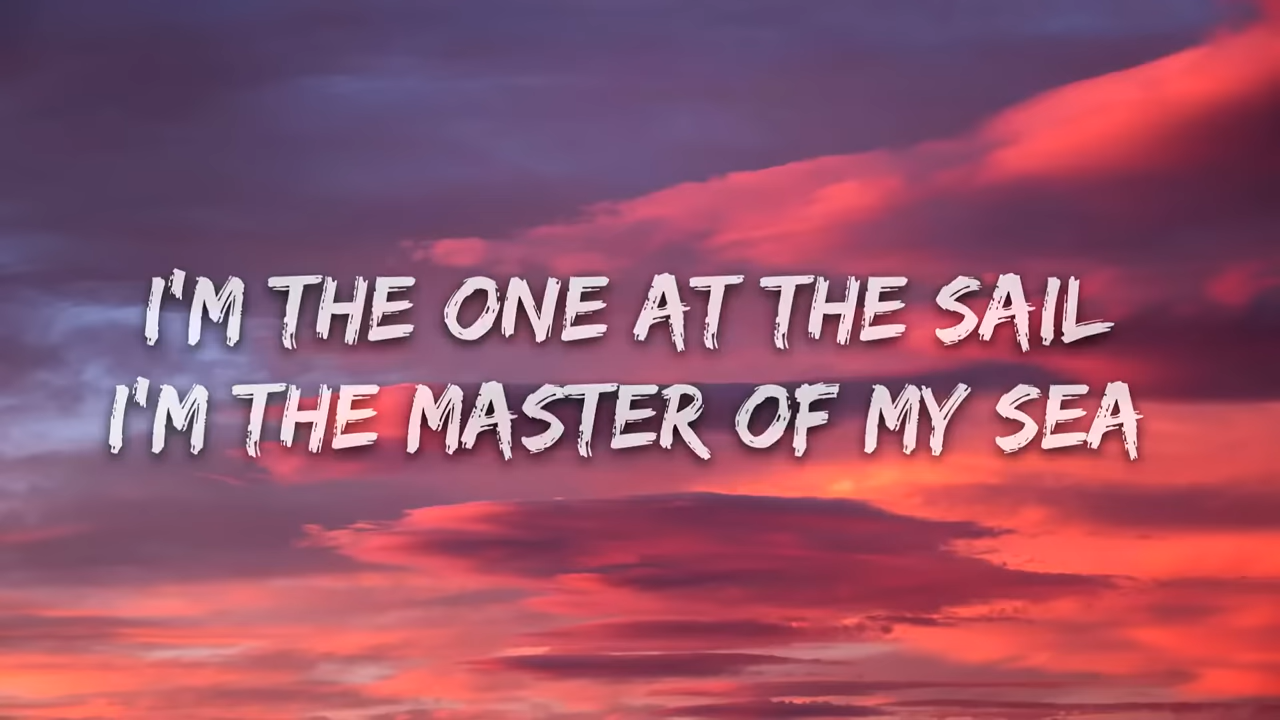 I'M THE ONE AT THE SAIL
I'M THE MASTER OF MY SEA